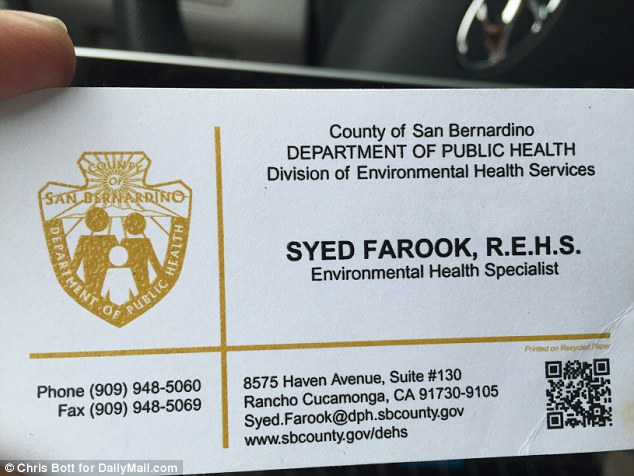 COUNTY
OF
SAN BERNARDINO
DEPARTMENT OF PUBLIC HEALTH
County of San Bernardino
DEPARTMENT OF PUBLIC HEALTH
Division of Environmental Health Services
SYED FAROOK, R.E.H.S.
Environmental Health Specialist
Printed on Recycled Paper
Phone (909) 948-5060
Fax (909) 948-5069
8575 Haven Avenue, Suite #130
Rancho Cucamonga, CA 91730-9105
Syed.Farook@dph.sbcounty.gov
www.sbcounty.gov/dehs
© Chris Bott for DailyMail.com